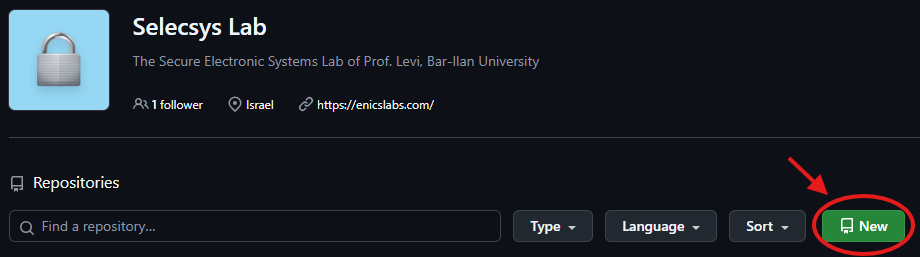 Selecsys Lab
The Secure Electronic Systems Lab of Prof. Levi, Bar-Ilan University
1 follower Israel https://enicslabs.com/
Repositories
Find a repository... Type Language Sort New